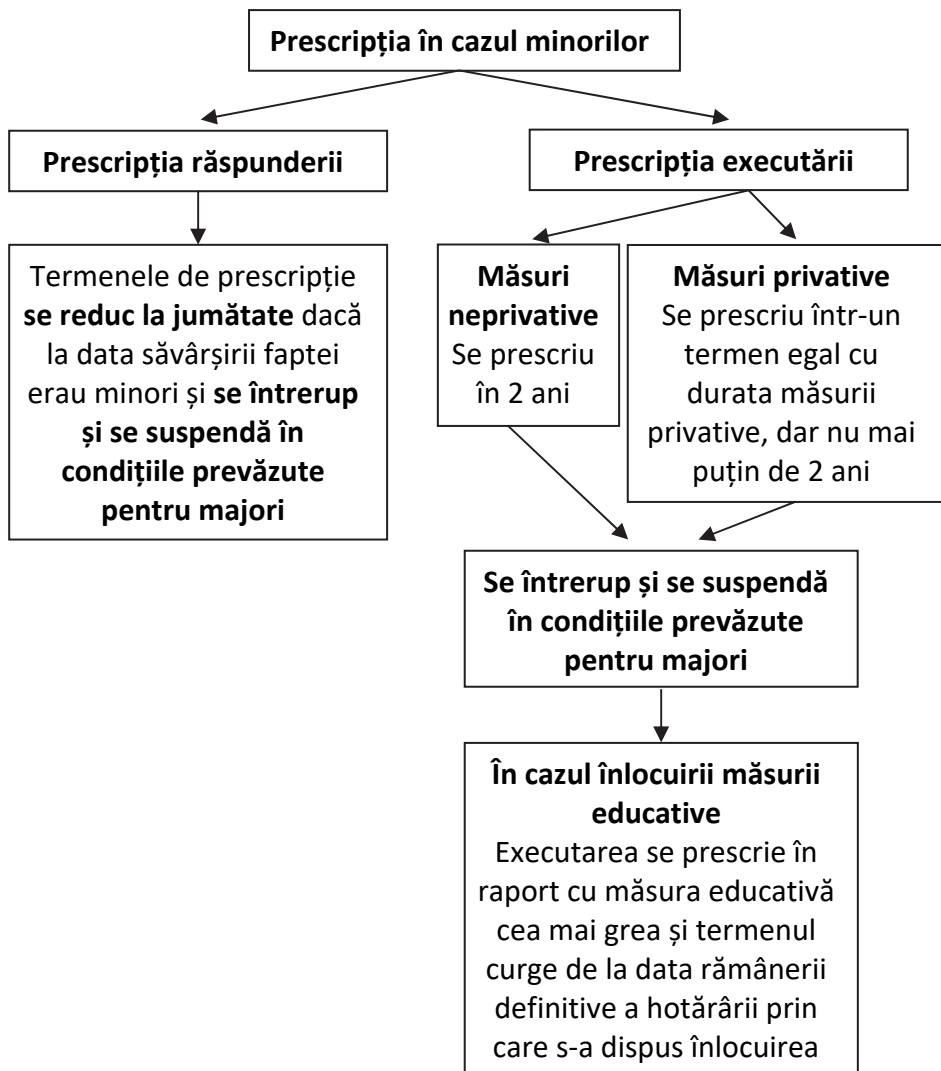 Prescripția în cazul minorilor
Prescripția răspunderii
Termenele de prescripție
se reduc la jumătate dacă
la data săvârșirii faptei
erau minori și se întrerup
și se suspendă în
condițiile prevăzute
pentru majori
Prescripția executării
Măsuri
neprivative
Se prescriu
în 2 ani
Măsuri privative
Se prescriu într-un
termen egal cu
durata măsurii
privative, dar nu mai
puțin de 2 ani
Se întrerup și se suspendă
în condițiile prevăzute
pentru majori
În cazul înlocuirii măsurii
educative
Executarea se prescrie în
raport cu măsura educativă
cea mai grea și termenul
curge de la data rămânerii
definitive a hotărârii prin
care s-a dispus înlocuirea